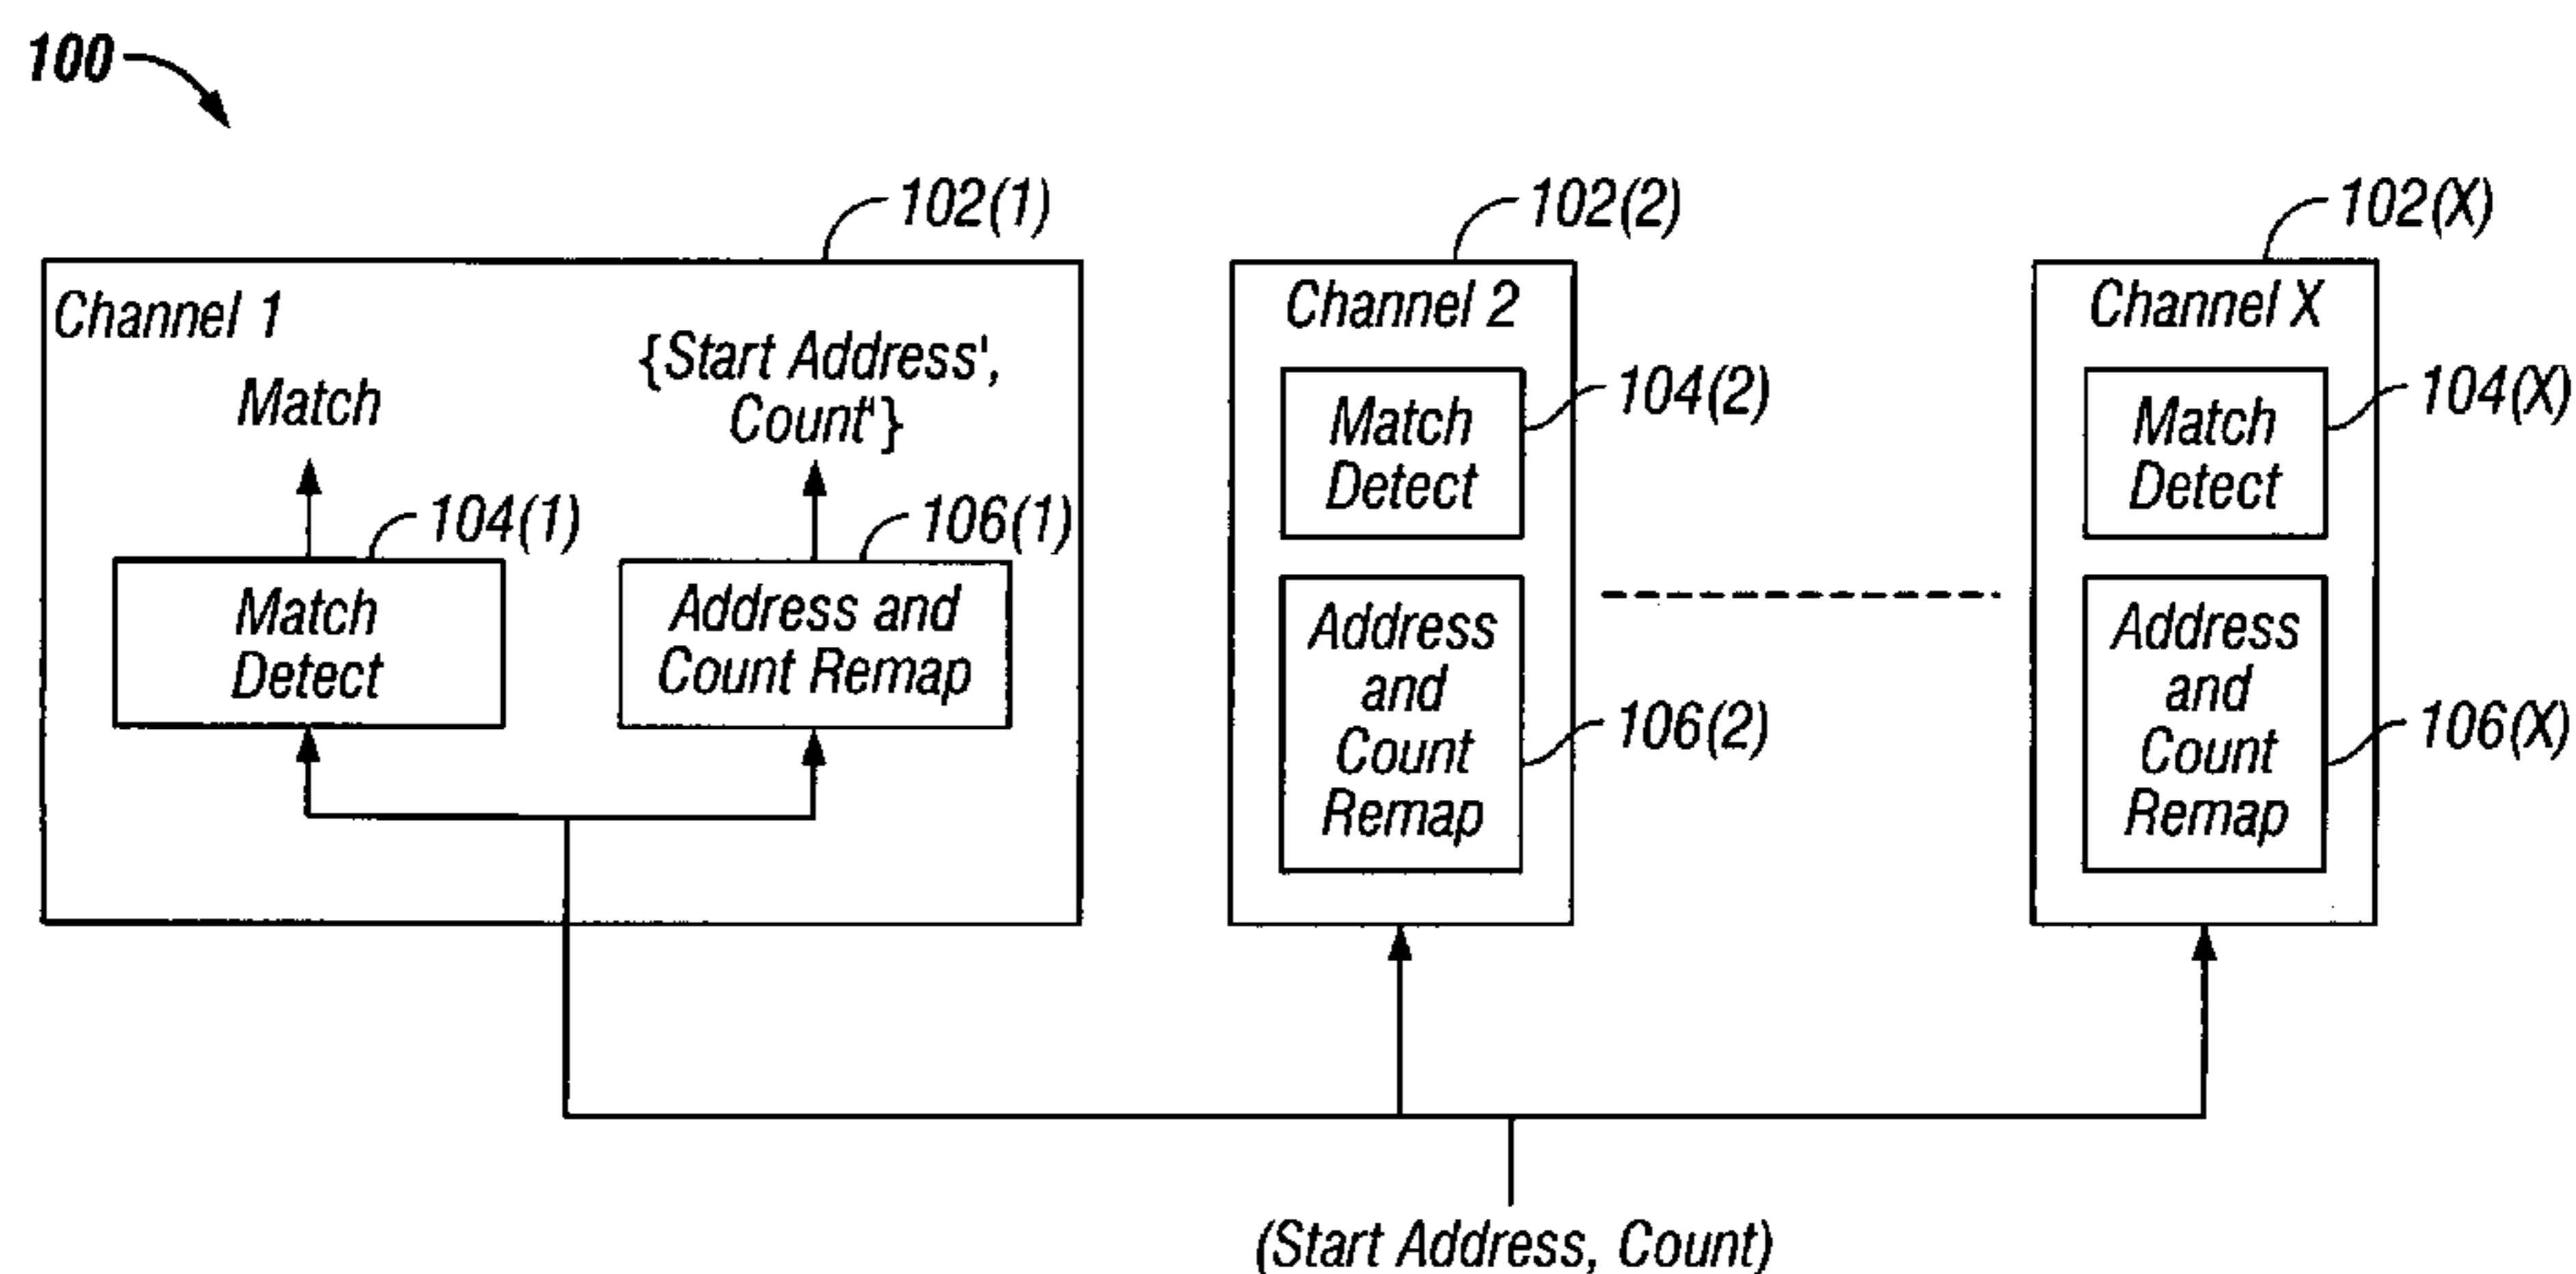 100
102(1)
102(2)
102(X)
Channel 1
Match
{Start Address',
Count'}
104(1)
106(1)
Match
Detect
Address and
Count Remap
Channel 2
Match
Detect
104(2)
Address
and
Count
Remap
106(2)
Channel X
Match
Detect
104(X)
Address
and
Count
Remap
106(X)
(Start Address, Count)